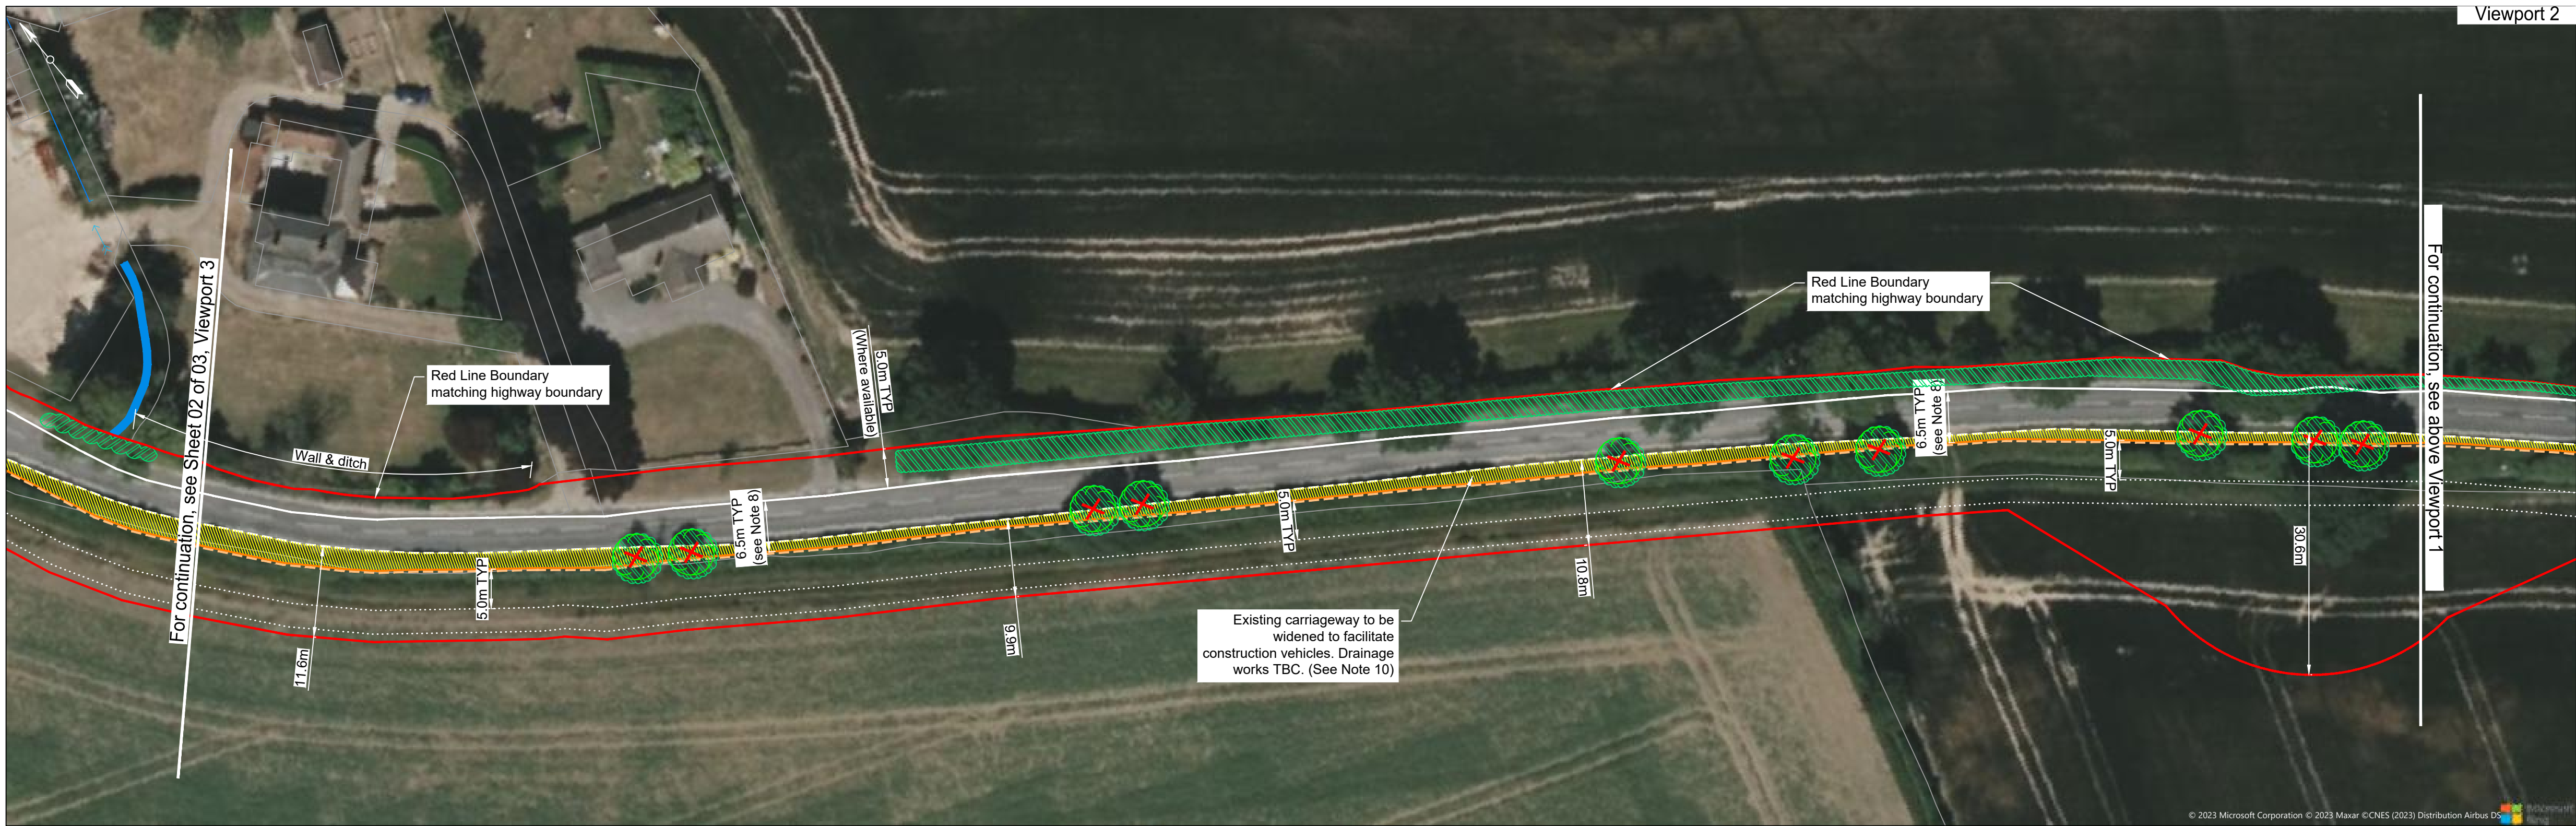 Viewport 2
For continuation, see Sheet 02 of 03, Viewport 3
Wall & ditch
Red Line Boundary
matching highway boundary
5.0m TYP
(Where available)
Red Line Boundary
matching highway boundary
6.5m TYP
(see Note 8)
5.0m TYP
30.6m
For continuation, see above Viewport 1
6.5m TYP
(see Note 8)
5.0m TYP
5.0m TYP
11.6m
9.9m
10.8m
Existing carriageway to be
widened to facilitate
construction vehicles. Drainage
works TBC. (See Note 10)
© 2023 Microsoft Corporation © 2023 Maxar ©CNES (2023) Distribution Airbus DS